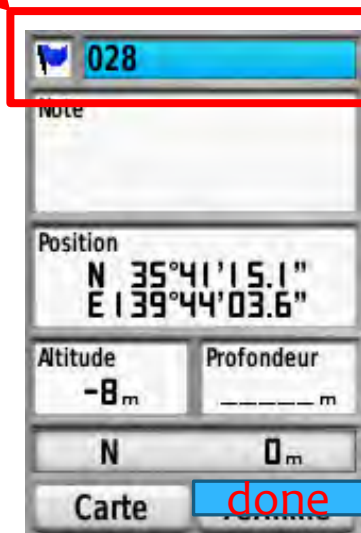 028
Note
Position
N 35°41'15.1"
E139°44'03.6"
Altitude
Profondeur
-8m
_____m
N 0m
Carte
done